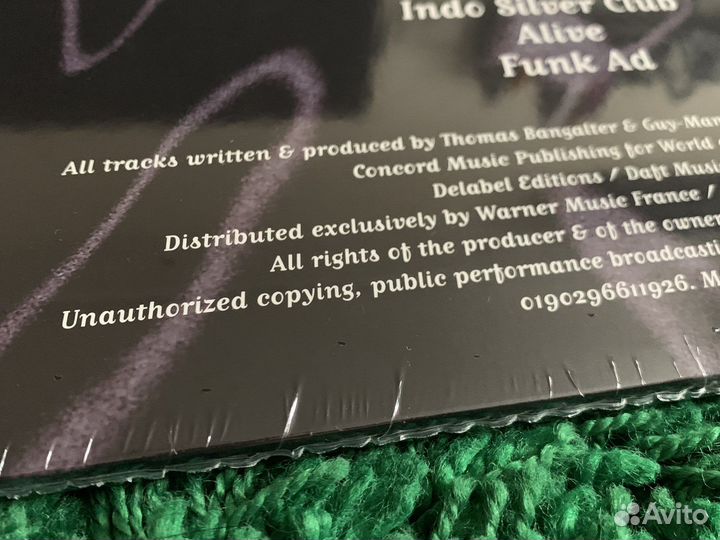 Indo Silver Club
Alive
Funk Ad
All tracks written & produced by Thomas Bangalter & Guy-Man
Concord Music Publishing for World
Delabel Editions / Daft Musi
Distributed exclusively by Warner Music France /
All rights of the producer & of the owner
Unauthorized copying, public performance broadcasti
0190296611926. M
Avito